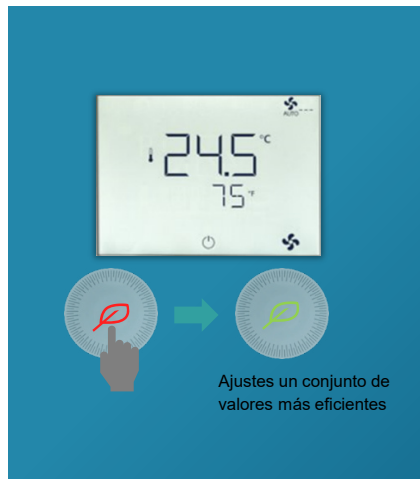 AUTO ---
24.5 °C
75 °F
Ajustes un conjunto de
valores más eficientes